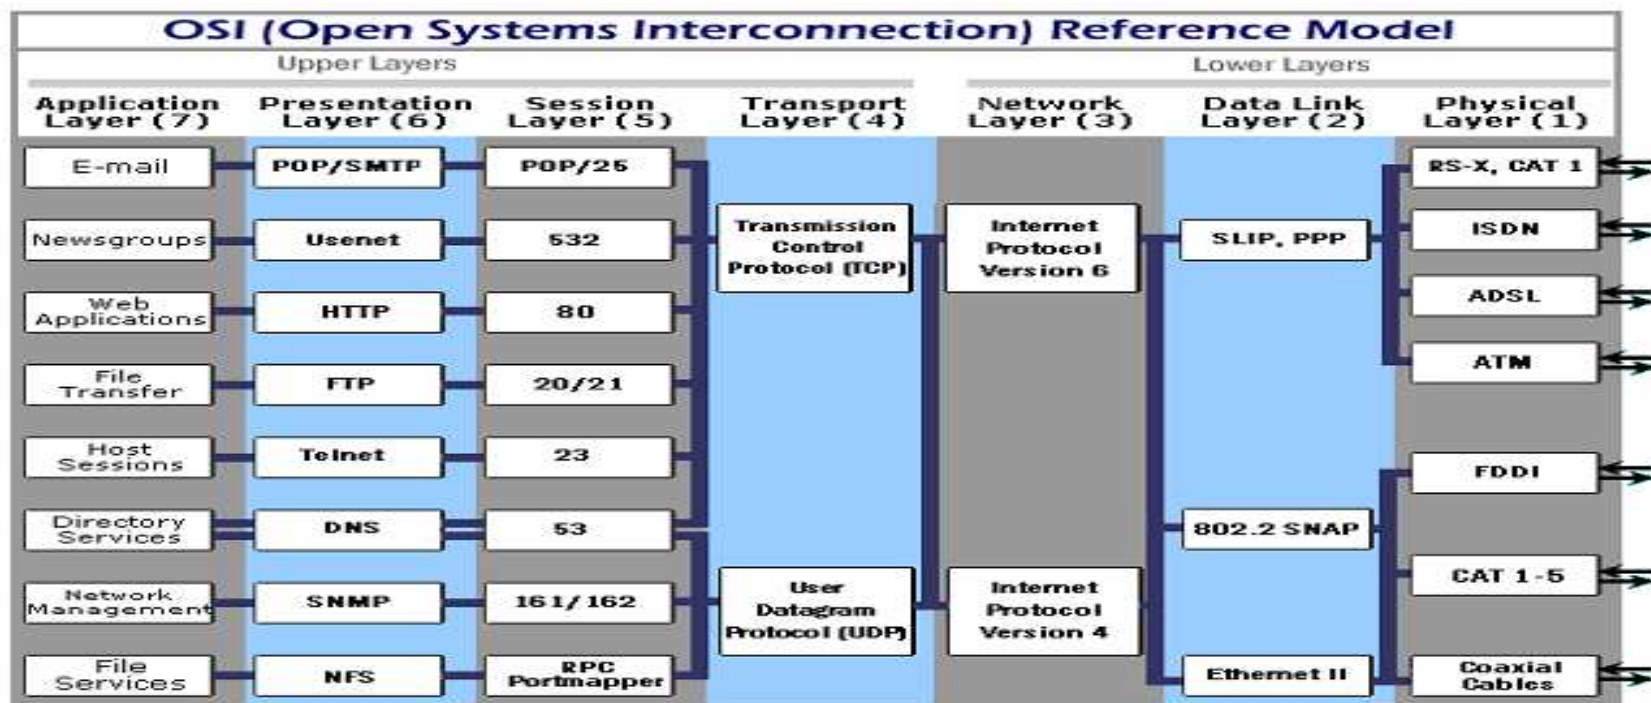 OSI (Open Systems Interconnection) Reference Model
Upper Layers
Lower Layers
Application
Layer (7)
Presentation
Layer (6)
Session
Layer (5)
Transport
Layer (4)
Network
Layer (3)
Data Link
Layer (2)
Physical
Layer (1)
E-mail
POP/SMTP
POP/25
RS-X, CAT 1
Newsgroups
Usenet
532
Transmission
Control
Protocol (TCP)
Internet
Protocol
Version 6
SLIP, PPP
ISDN
Web
Applications
HTTP
80
ADSL
File
Transfer
FTP
20/21
ATM
Host
Sessions
Telnet
23
FDDI
Directory
Services
DNS
53
802.2 SNAP
Network
Management
SNMP
161/162
User
Datagram
Protocol (UDP)
Internet
Protocol
Version 4
CAT 1-5
File
Services
NFS
RPC
Portmapper
Ethernet II
Coaxial
Cables